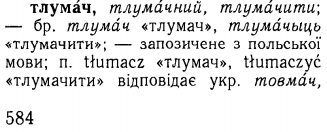 тлума́ч, тлума́чний, тлума́чити;
— бр. тлума́ч «тлумач», тлума́чыць
«тлумачити»; — запозичене з польської
мови; п. tłumacz «тлумач», tłumaczyć
«тлумачити» відповідає укр. товма́ч,
584